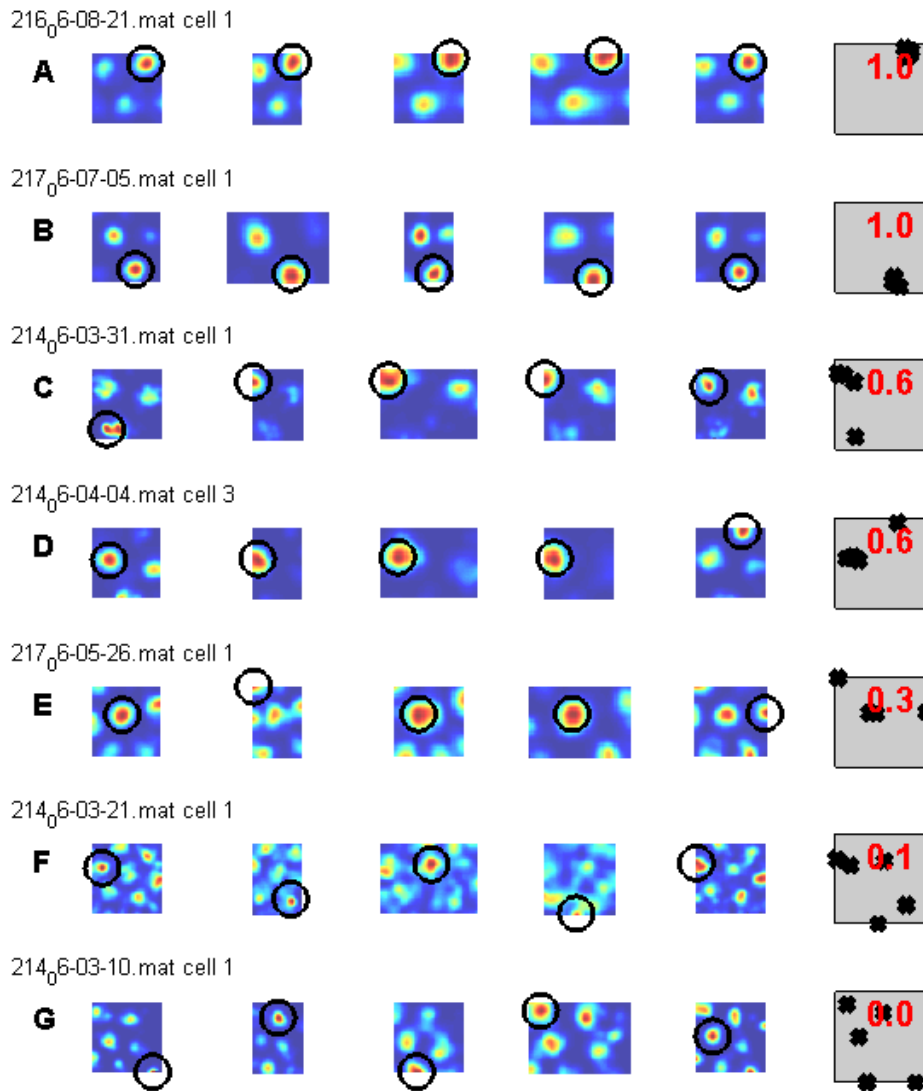 216₀6-08-21.mat cell 1
A 1.0
217₀6-07-05.mat cell 1
B 1.0
214₀6-03-31.mat cell 1
C 0.6
214₀6-04-04.mat cell 3
D 0.6
217₀6-05-26.mat cell 1
E 0.3
214₀6-03-21.mat cell 1
F 0.1
214₀6-03-10.mat cell 1
G 0.0